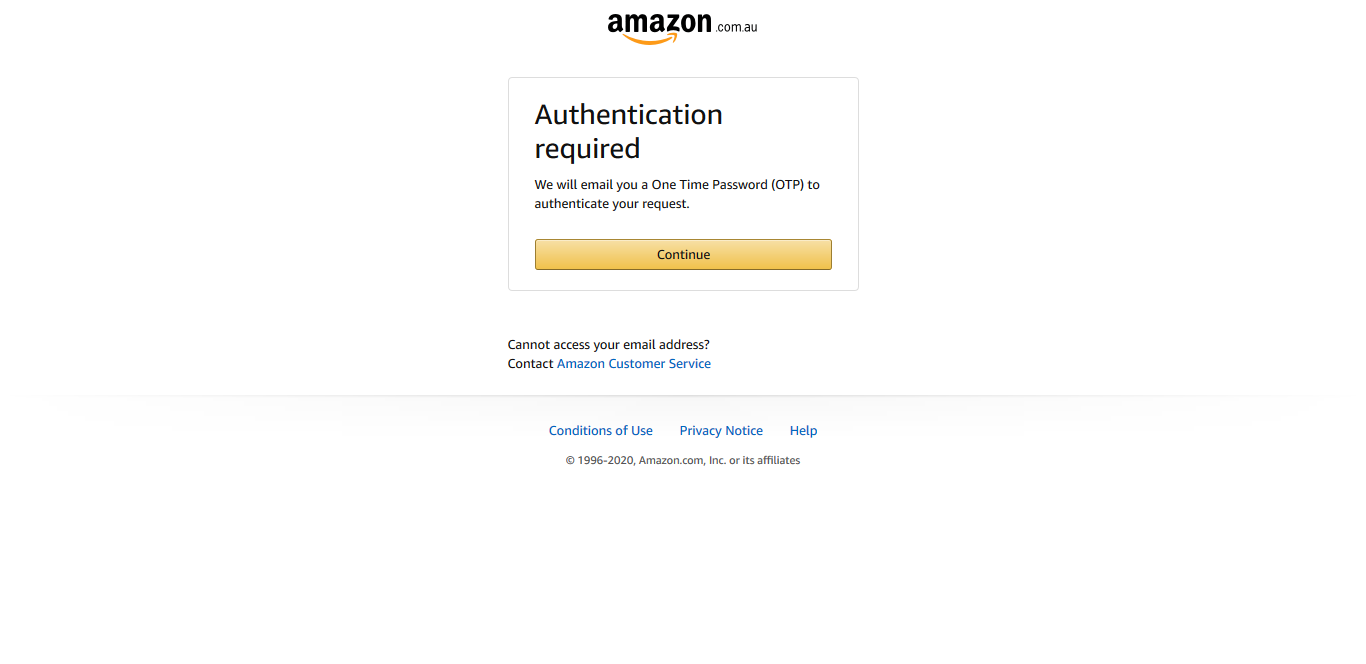 amazon.com.au
Authentication
required
We will email you a One Time Password (OTP) to
authenticate your request.
Continue
Cannot access your email address?
Contact Amazon Customer Service
Conditions of Use Privacy Notice Help
© 1996-2020, Amazon.com, Inc. or its affiliates